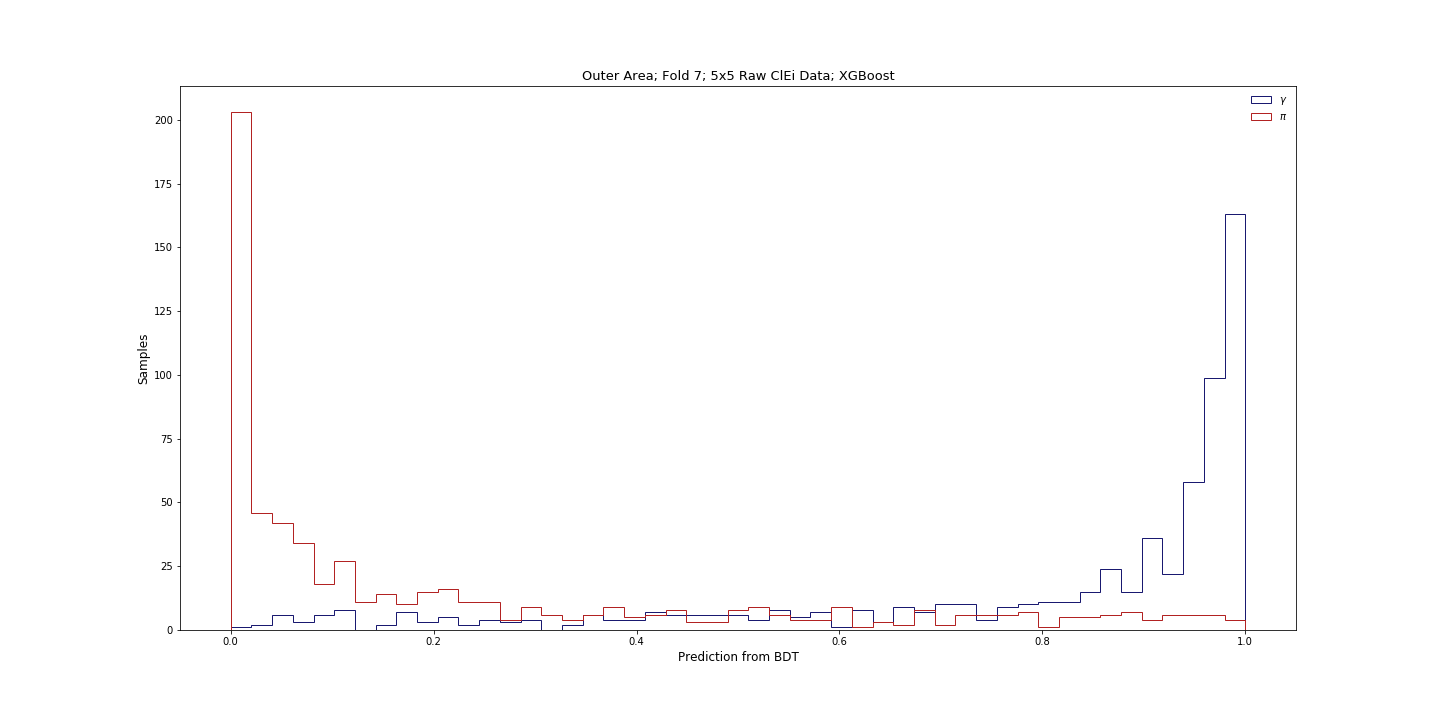 Outer Area; Fold 7; 5x5 Raw ClEi Data; XGBoost
γ
π
200
175
150
125
100
75
50
25
0
Samples
0.0 0.2 0.4 0.6 0.8 1.0
Prediction from BDT